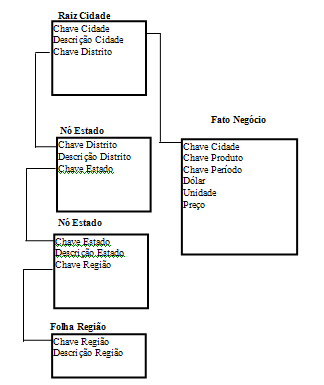 Raiz Cidade
Chave Cidade
Descrição Cidade
Chave Distrito
Nó Estado
Chave Distrito
Descrição Distrito
Chave Estado
Nó Estado
Chave Estado
Descrição Estado
Chave Região
Folha Região
Chave Região
Descrição Região
Fato Negócio
Chave Cidade
Chave Produto
Chave Período
Dólar
Unidade
Preço